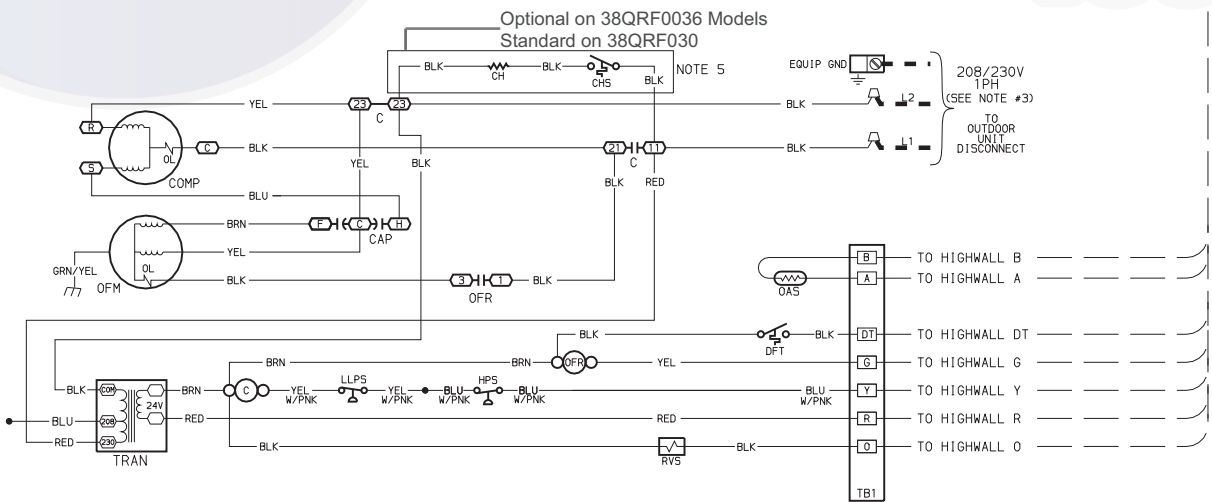 Optional on 38QRF0036 Models
Standard on 38QRF030
BLK CH BLK CHS BLK NOTE 5
EQUIP GND
208/230V
1PH
(SEE NOTE #3)
TO
OUTDOOR
UNIT
DISCONNECT
R YEL 23 23 C BLK L2
OL C BLK 21 11 C BLK L1
S COMP YEL BLK BLK RED
BLU
BRN F C H CAP
YEL
GRN/YEL OFM OL BLK 3 1 OFR BLK
B TO HIGHWALL B
OAS A TO HIGHWALL A
BLK DFT BLK DT TO HIGHWALL DT
BRN BRN OFR YEL G TO HIGHWALL G
BLK COM 24V BRN C YEL W/PNK LLPS YEL W/PNK BLU W/PNK HPS BLU W/PNK BLU W/PNK Y TO HIGHWALL Y
BLU 208 RED RED R TO HIGHWALL R
RED 230 BLK RVS BLK O TO HIGHWALL O
TRAN
TB1